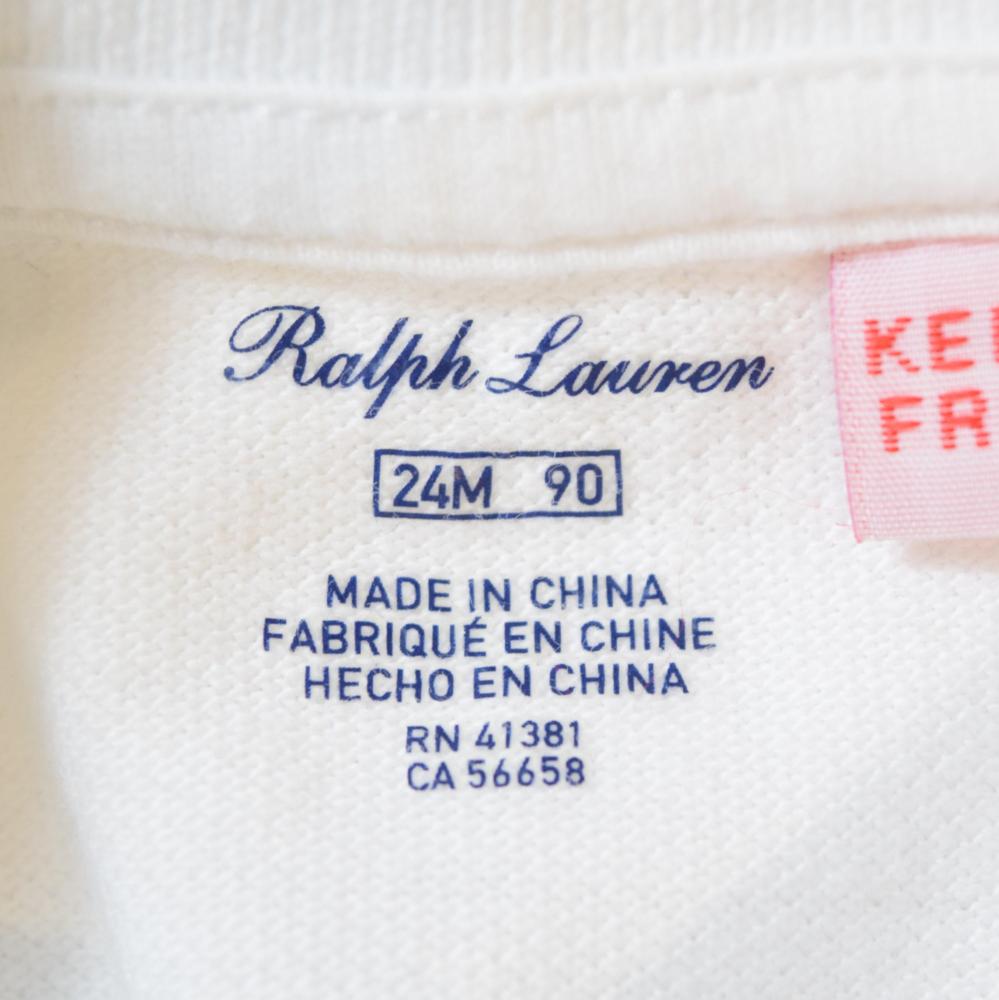 Ralph Lauren
24M 90
MADE IN CHINA
FABRIQUÉ EN CHINE
HECHO EN CHINA
RN 41381
CA 56658